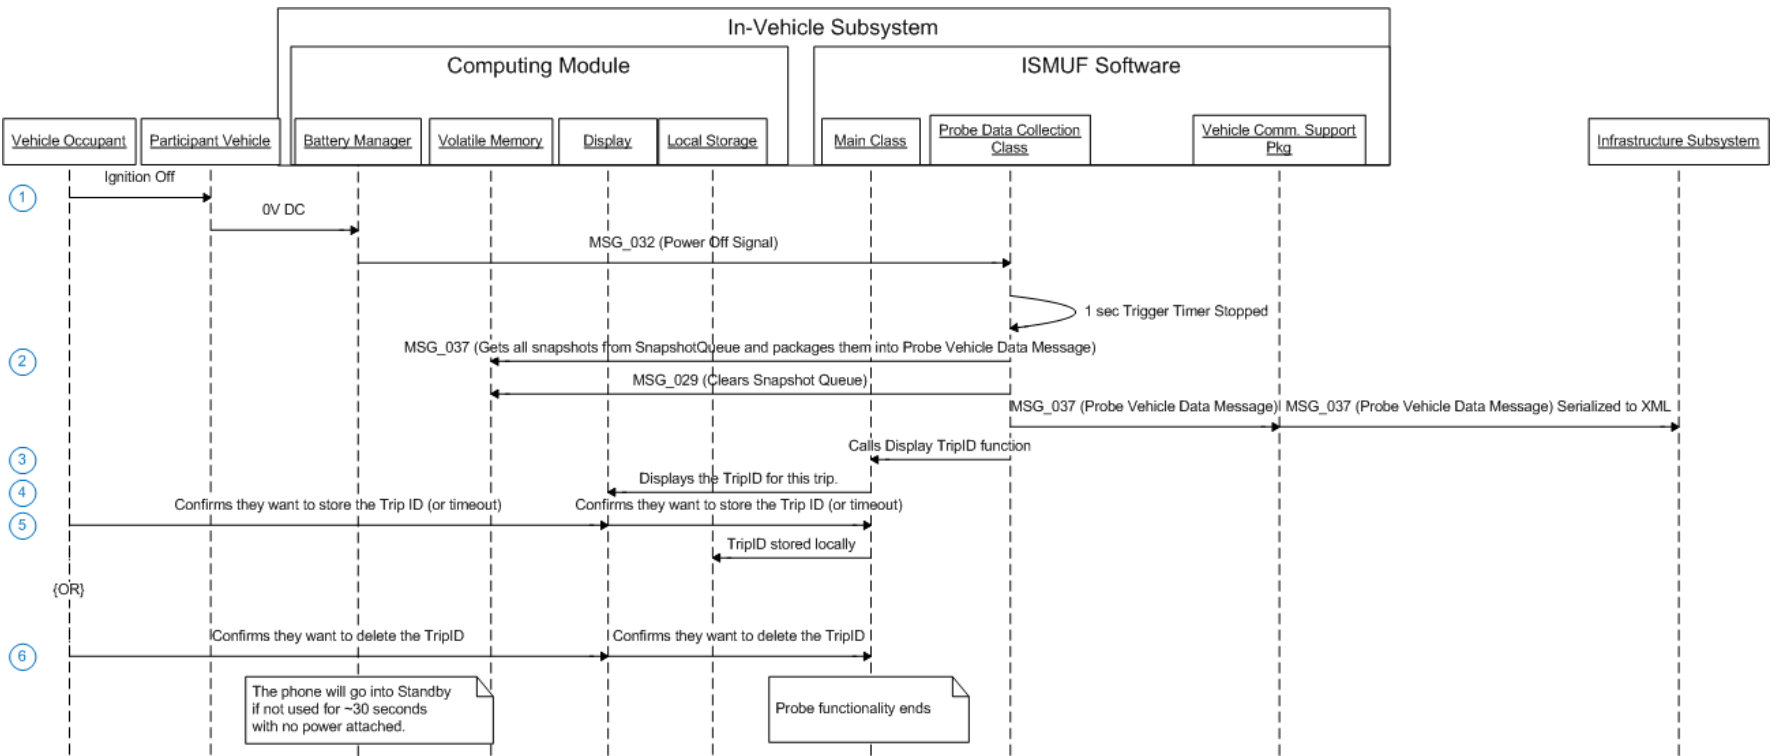 In-Vehicle Subsystem
Computing Module
ISMUF Software
Vehicle Occupant
Participant Vehicle
Battery Manager
Volatile Memory
Display
Local Storage
Main Class
Probe Data Collection
Class
Vehicle Comm. Support
Pkg
Infrastructure Subsystem
1
Ignition Off
0V DC
MSG_032 (Power Off Signal)
1 sec Trigger Timer Stopped
2
MSG_037 (Gets all snapshots from SnapshotQueue and packages them into Probe Vehicle Data Message)
MSG_029 (Clears Snapshot Queue)
MSG_037 (Probe Vehicle Data Message)
MSG_037 (Probe Vehicle Data Message) Serialized to XML
3
Calls Display TripID function
4
Displays the TripID for this trip.
5
Confirms they want to store the Trip ID (or timeout)
Confirms they want to store the Trip ID (or timeout)
TripID stored locally
{OR}
6
Confirms they want to delete the TripID
Confirms they want to delete the TripID
The phone will go into Standby
if not used for ~30 seconds
with no power attached.
Probe functionality ends